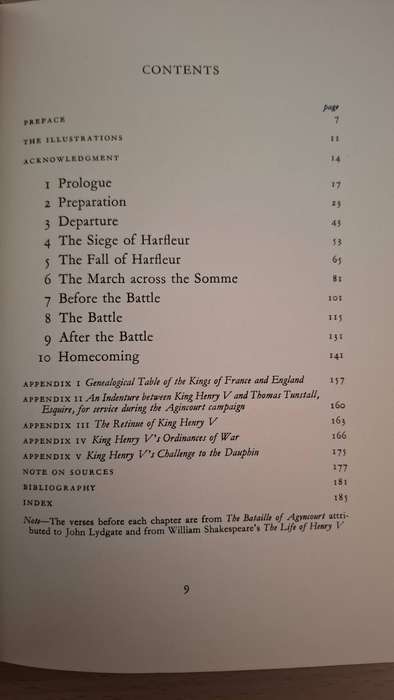 CONTENTS
page
PREFACE 7
THE ILLUSTRATIONS 11
ACKNOWLEDGMENT 14
1 Prologue 17
2 Preparation 23
3 Departure 43
4 The Siege of Harfleur 53
5 The Fall of Harfleur 65
6 The March across the Somme 81
7 Before the Battle 101
8 The Battle 115
9 After the Battle 131
10 Homecoming 141
APPENDIX I Genealogical Table of the Kings of France and England 157
APPENDIX II An Indenture between King Henry V and Thomas Tunstall,
Esquire, for service during the Agincourt campaign 160
APPENDIX III The Retinue of King Henry V 163
APPENDIX IV King Henry V's Ordinances of War 166
APPENDIX V King Henry V's Challenge to the Dauphin 175
NOTE ON SOURCES 177
BIBLIOGRAPHY 181
INDEX 185
Note—The verses before each chapter are from The Bataille of Agyncourt attri-
buted to John Lydgate and from William Shakespeare's The Life of Henry V
9